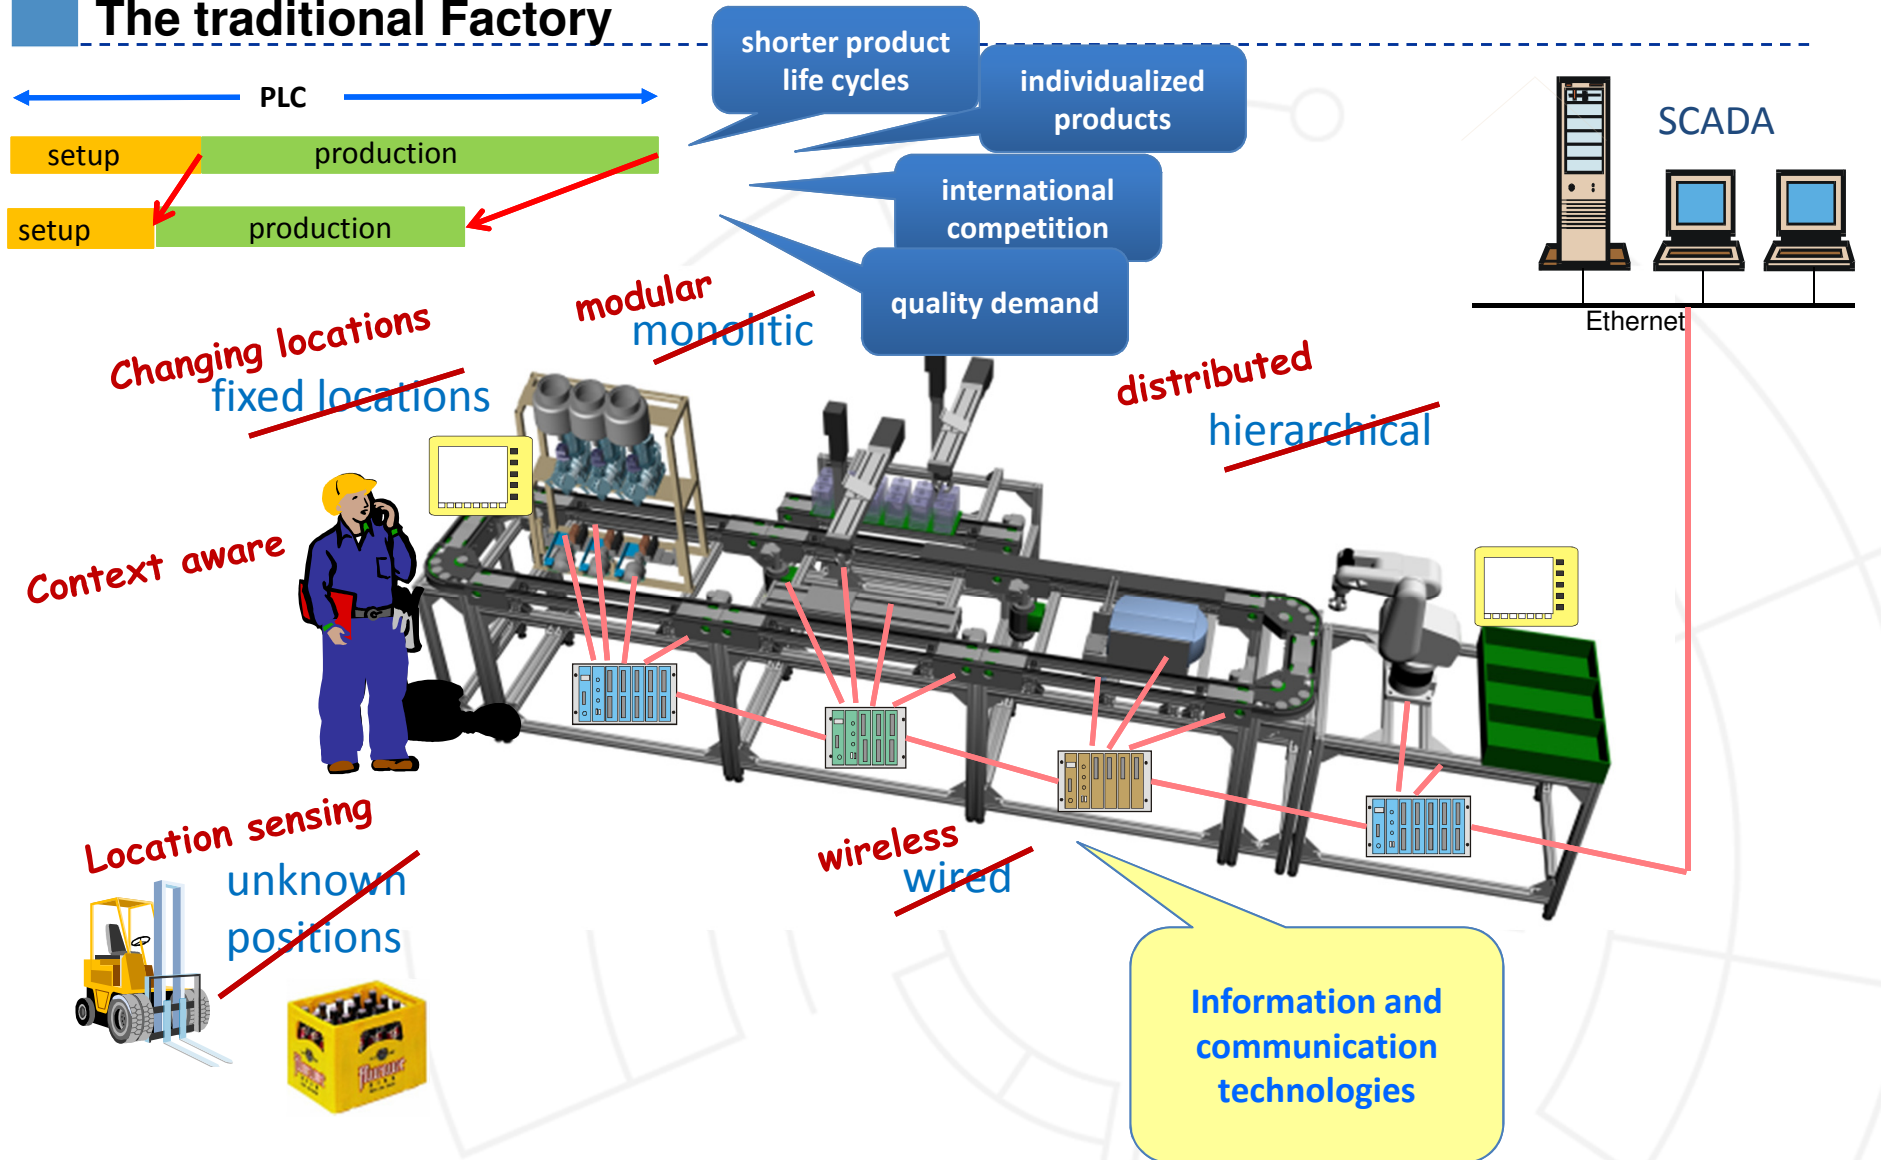 The traditional Factory
shorter product
life cycles
individualized
products
PLC
SCADA
setup
production
international
competition
setup
production
quality demand
Ethernet
modular
monolitic
Changing locations
fixed locations
distributed
hierarchical
Context aware
Location sensing
unknown
positions
wireless
wired
Information and
communication
technologies